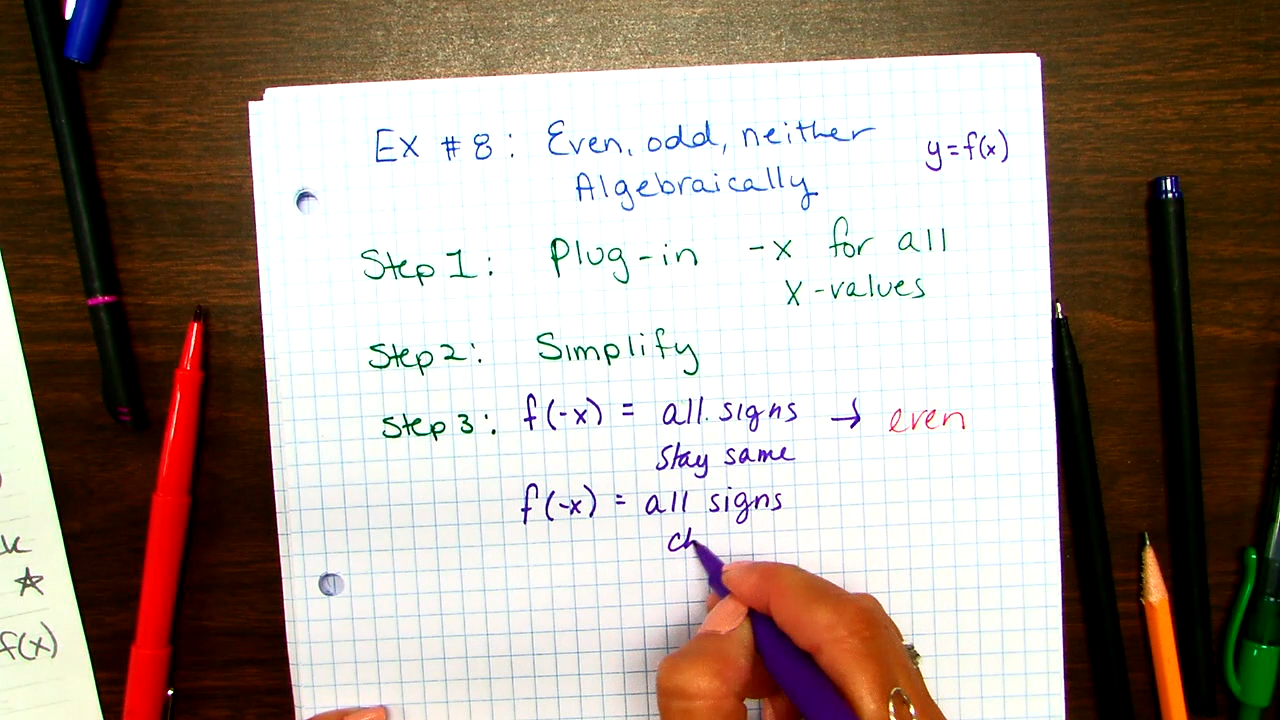 EX # 8 : Even, odd, neither
Algebraically
y = f(x)
Step 1 : Plug-in -x for all
x-values
Step 2 : Simplify
Step 3 : f(-x) = all signs → even
stay same
f(-x) = all signs
ch
☆
f(x)